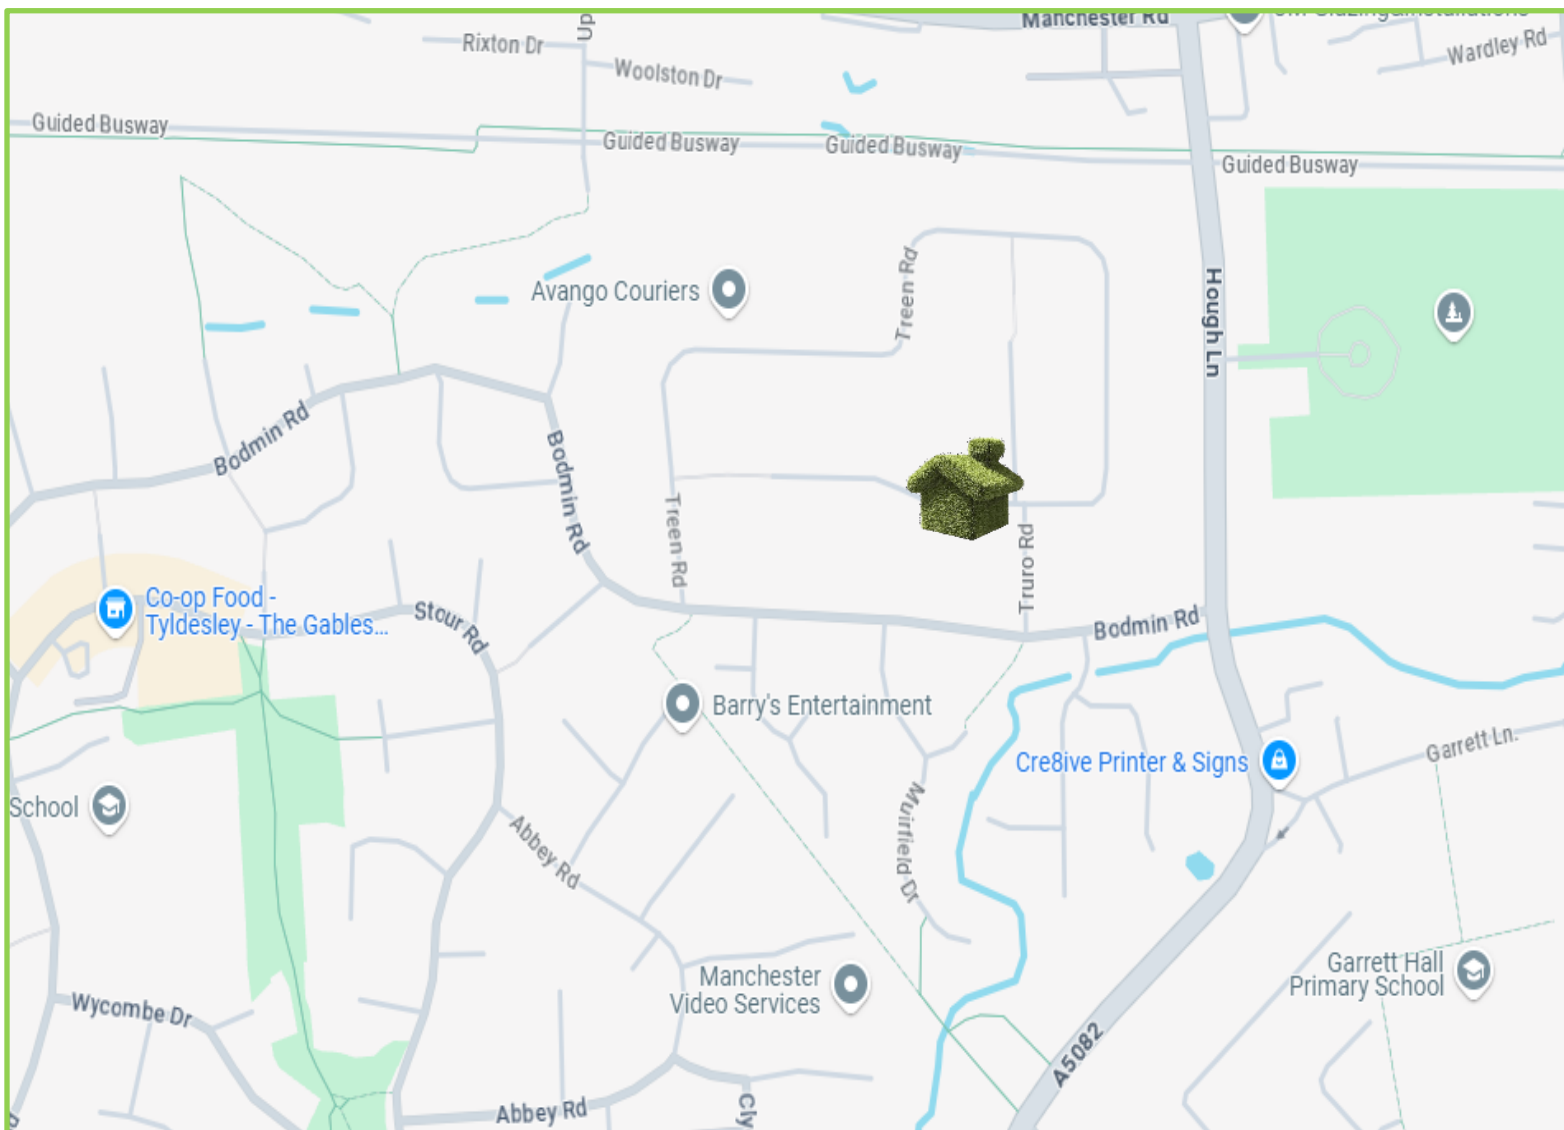 Manchester Rd
Rixton Dr
Up
Woolston Dr
Wardley Rd
Guided Busway
Guided Busway
Guided Busway
Guided Busway
Treen Rd
Avango Couriers
Hough Ln
Bodmin Rd
Bodmin Rd
Treen Rd
Truro Rd
Co-op Food -
Tyldesley - The Gables...
Stour Rd
Bodmin Rd
Barry's Entertainment
Garrett Ln.
Cre8ive Printer & Signs
School
Muirfield Dr
Abbey Rd
Manchester
Video Services
Garrett Hall
Primary School
Wycombe Dr
A5082
Abbey Rd
Cly